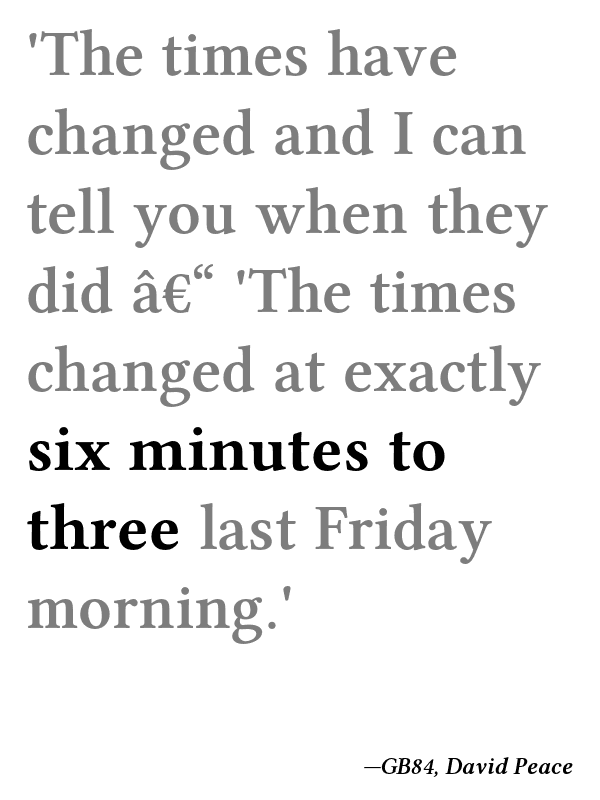 'The times have
changed and I can
tell you when they
did â€“ 'The times
changed at exactly
six minutes to
three last Friday
morning.'
—GB84, David Peace